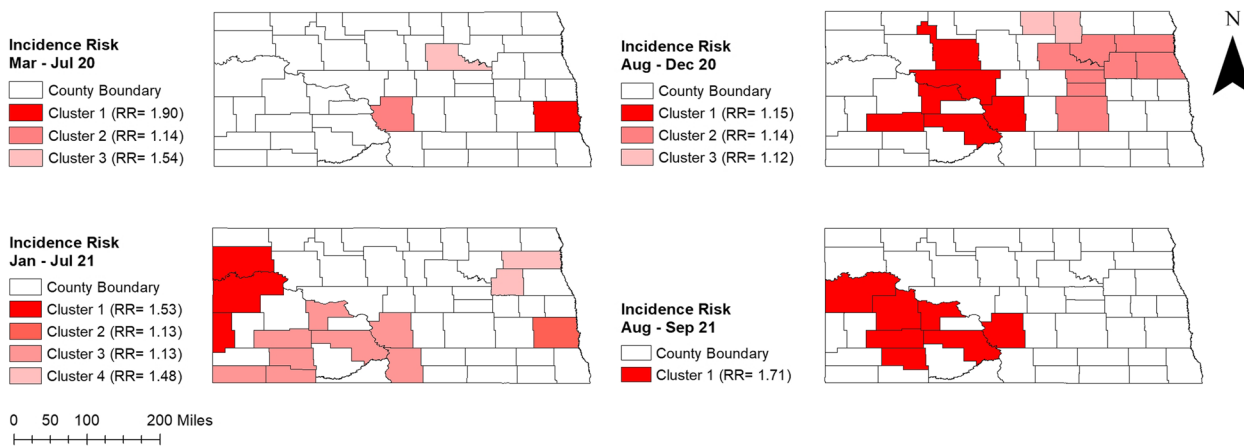 Incidence Risk
Mar - Jul 20
County Boundary
Cluster 1 (RR= 1.90)
Cluster 2 (RR= 1.14)
Cluster 3 (RR= 1.54)
Incidence Risk
Aug - Dec 20
County Boundary
Cluster 1 (RR= 1.15)
Cluster 2 (RR= 1.14)
Cluster 3 (RR= 1.12)
N
Incidence Risk
Jan - Jul 21
County Boundary
Cluster 1 (RR= 1.53)
Cluster 2 (RR= 1.13)
Cluster 3 (RR= 1.13)
Cluster 4 (RR= 1.48)
Incidence Risk
Aug - Sep 21
County Boundary
Cluster 1 (RR= 1.71)
0 50 100 200 Miles